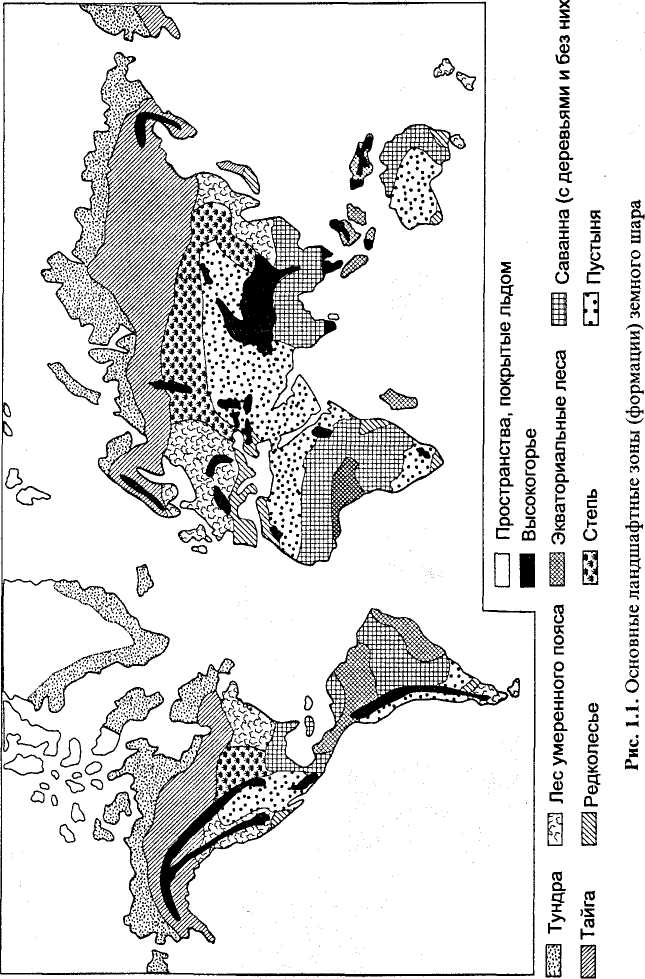 Пространства, покрытые льдом
Высокогорье
Тундра Лес умеренного пояса Экваториальные леса Саванна (с деревьями и без них
Тайга Редколесье Степь Пустыня
Рис. 1.1. Основные ландшафтные зоны (формации) земного шара